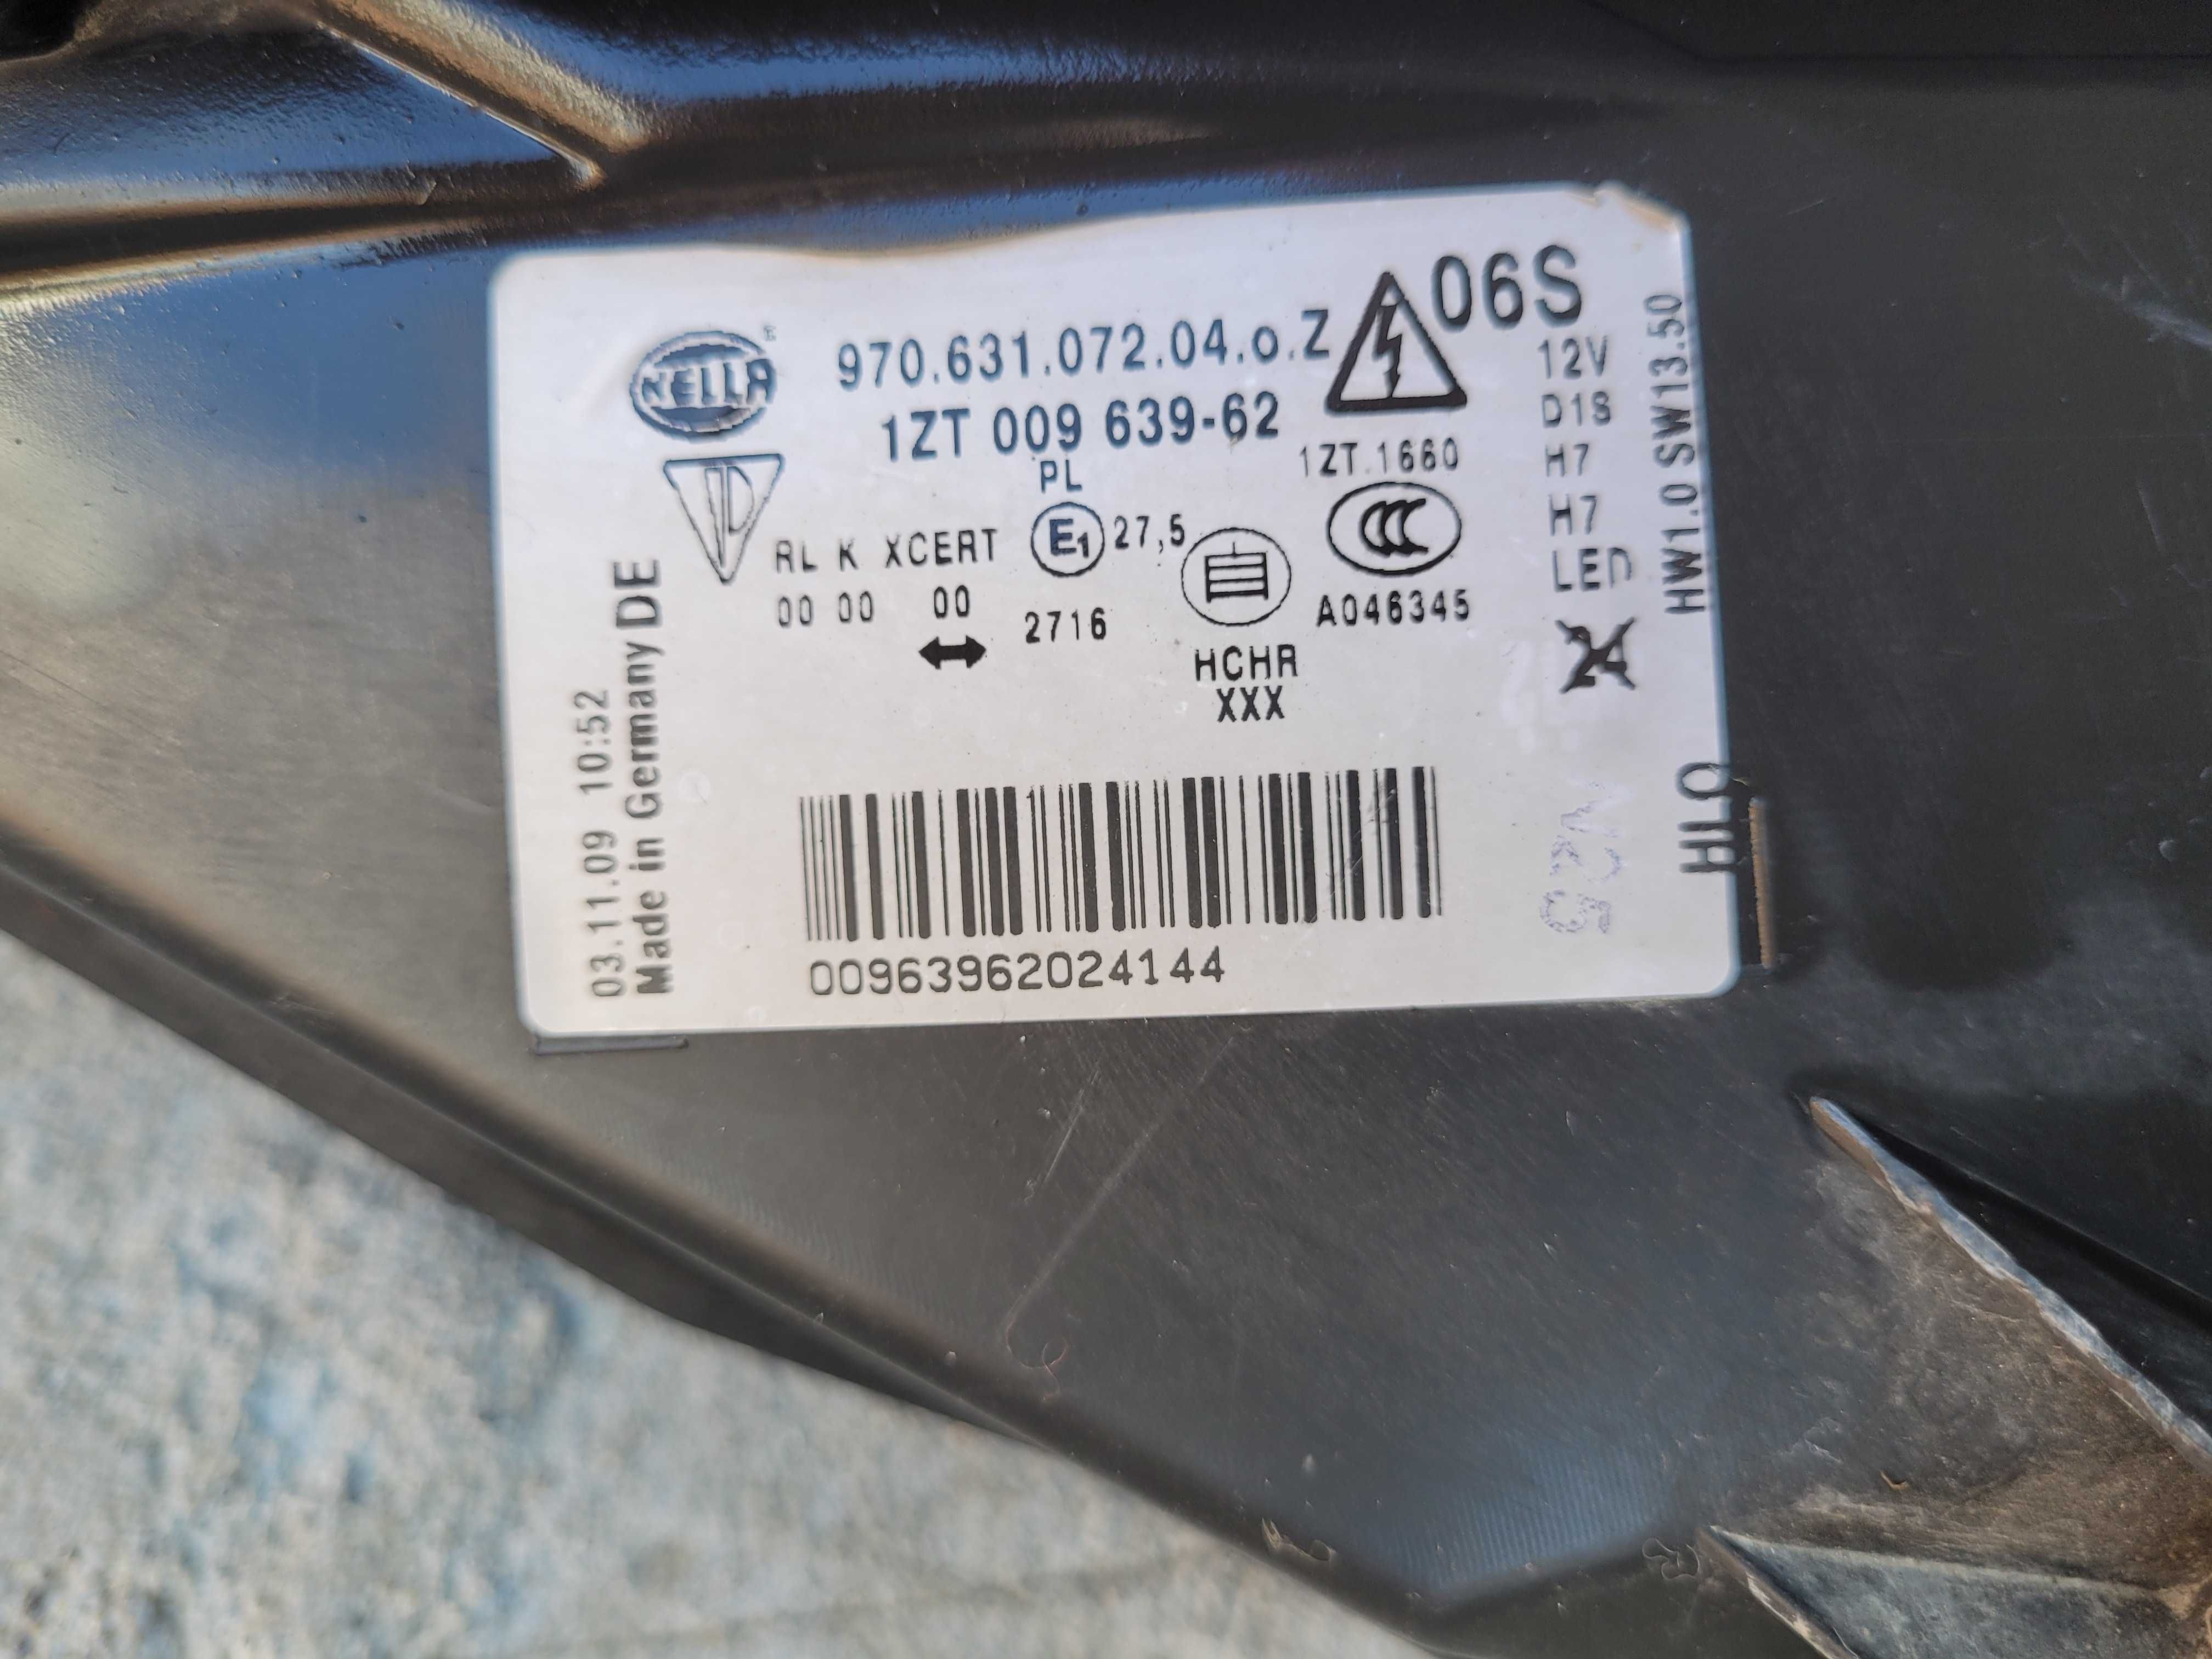 HELLA
970.631.072.04.o.Z
06S
1ZT 009 639-62
12V
D1S
H7
H7
LED
24
HW1.0 SW13.50
PL
1ZT.1660
RL K XCERT
E1
27,5
CCC
00 00 00
2716
A046345
HCHR
XXX
03.11.09 10:52
Made in Germany DE
00963962024144